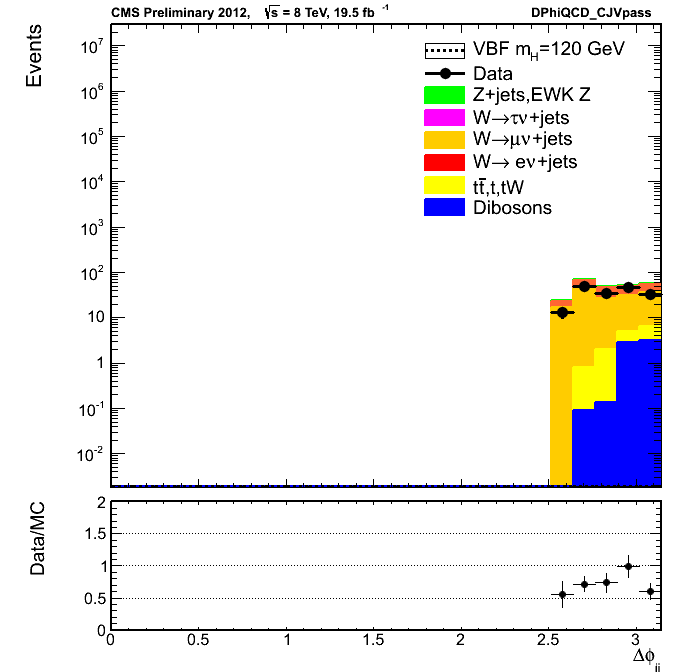 CMS Preliminary 2012, √s = 8 TeV, 19.5 fb⁻¹ DPhiQCD_CJVpass
Events
10⁷
10⁶
10⁵
10⁴
10³
10²
10
1
10⁻¹
10⁻²
VBF m_H=120 GeV
Data
Z+jets,EWK Z
W→τν+jets
W→μν+jets
W→ eν+jets
tt̄,t,tW
Dibosons
Data/MC
2
1.5
1
0.5
0
0 0.5 1 1.5 2 2.5 3
Δϕ_jj